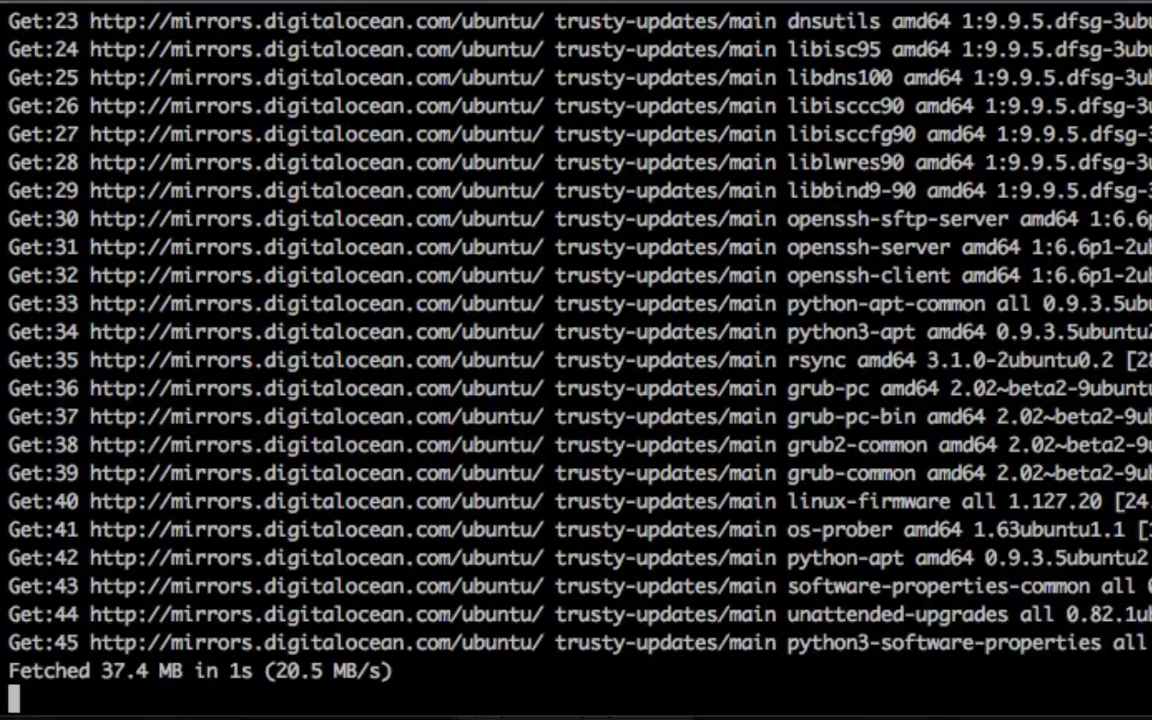 Get:23 http://mirrors.digitalocean.com/ubuntu/ trusty-updates/main dnsutils amd64 1:9.9.5.dfsg-3ubu
Get:24 http://mirrors.digitalocean.com/ubuntu/ trusty-updates/main libisc95 amd64 1:9.9.5.dfsg-3ubu
Get:25 http://mirrors.digitalocean.com/ubuntu/ trusty-updates/main libdns100 amd64 1:9.9.5.dfsg-3ub
Get:26 http://mirrors.digitalocean.com/ubuntu/ trusty-updates/main libisccc90 amd64 1:9.9.5.dfsg-3u
Get:27 http://mirrors.digitalocean.com/ubuntu/ trusty-updates/main libisccfg90 amd64 1:9.9.5.dfsg-3
Get:28 http://mirrors.digitalocean.com/ubuntu/ trusty-updates/main liblwres90 amd64 1:9.9.5.dfsg-3u
Get:29 http://mirrors.digitalocean.com/ubuntu/ trusty-updates/main libbind9-90 amd64 1:9.9.5.dfsg-3
Get:30 http://mirrors.digitalocean.com/ubuntu/ trusty-updates/main openssh-sftp-server amd64 1:6.6p
Get:31 http://mirrors.digitalocean.com/ubuntu/ trusty-updates/main openssh-server amd64 1:6.6p1-2ub
Get:32 http://mirrors.digitalocean.com/ubuntu/ trusty-updates/main openssh-client amd64 1:6.6p1-2ub
Get:33 http://mirrors.digitalocean.com/ubuntu/ trusty-updates/main python-apt-common all 0.9.3.5ubu
Get:34 http://mirrors.digitalocean.com/ubuntu/ trusty-updates/main python3-apt amd64 0.9.3.5ubuntu2
Get:35 http://mirrors.digitalocean.com/ubuntu/ trusty-updates/main rsync amd64 3.1.0-2ubuntu0.2 [28
Get:36 http://mirrors.digitalocean.com/ubuntu/ trusty-updates/main grub-pc amd64 2.02~beta2-9ubuntu
Get:37 http://mirrors.digitalocean.com/ubuntu/ trusty-updates/main grub-pc-bin amd64 2.02~beta2-9ub
Get:38 http://mirrors.digitalocean.com/ubuntu/ trusty-updates/main grub2-common amd64 2.02~beta2-9u
Get:39 http://mirrors.digitalocean.com/ubuntu/ trusty-updates/main grub-common amd64 2.02~beta2-9ub
Get:40 http://mirrors.digitalocean.com/ubuntu/ trusty-updates/main linux-firmware all 1.127.20 [24.
Get:41 http://mirrors.digitalocean.com/ubuntu/ trusty-updates/main os-prober amd64 1.63ubuntu1.1 [1
Get:42 http://mirrors.digitalocean.com/ubuntu/ trusty-updates/main python-apt amd64 0.9.3.5ubuntu2
Get:43 http://mirrors.digitalocean.com/ubuntu/ trusty-updates/main software-properties-common all 0
Get:44 http://mirrors.digitalocean.com/ubuntu/ trusty-updates/main unattended-upgrades all 0.82.1ub
Get:45 http://mirrors.digitalocean.com/ubuntu/ trusty-updates/main python3-software-properties all
Fetched 37.4 MB in 1s (20.5 MB/s)